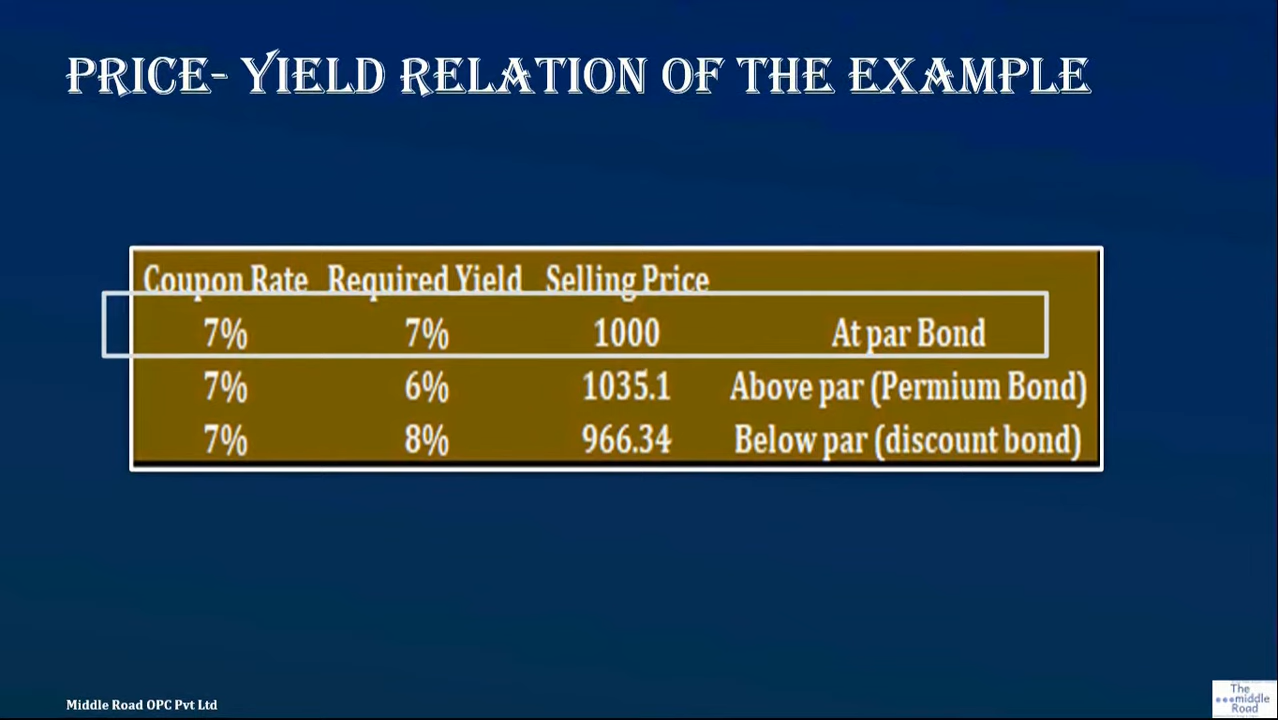 PRICE- YIELD RELATION OF THE EXAMPLE
Coupon Rate Required Yield Selling Price
7% 7% 1000 At par Bond
7% 6% 1035.1 Above par (Permium Bond)
7% 8% 966.34 Below par (discount bond)
Middle Road OPC Pvt Ltd
The
middle
Road